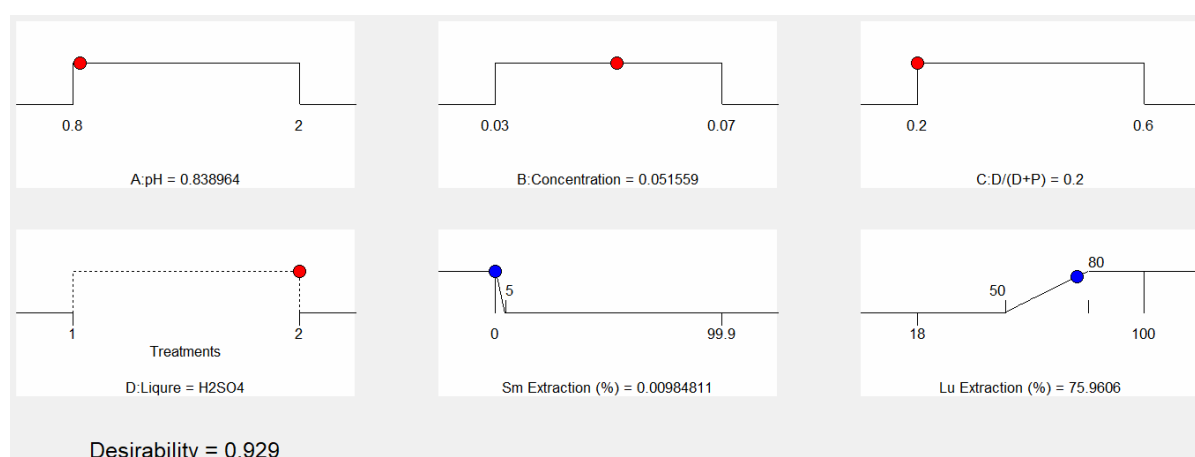 0.8
2
A:pH = 0.838964
0.03
0.07
B:Concentration = 0.051559
0.2
0.6
C:D/(D+P) = 0.2
1
2
Treatments
D:Liqure = H2SO4
5
0
99.9
Sm Extraction (%) = 0.00984811
50
80
18
100
Lu Extraction (%) = 75.9606
Desirability = 0.929